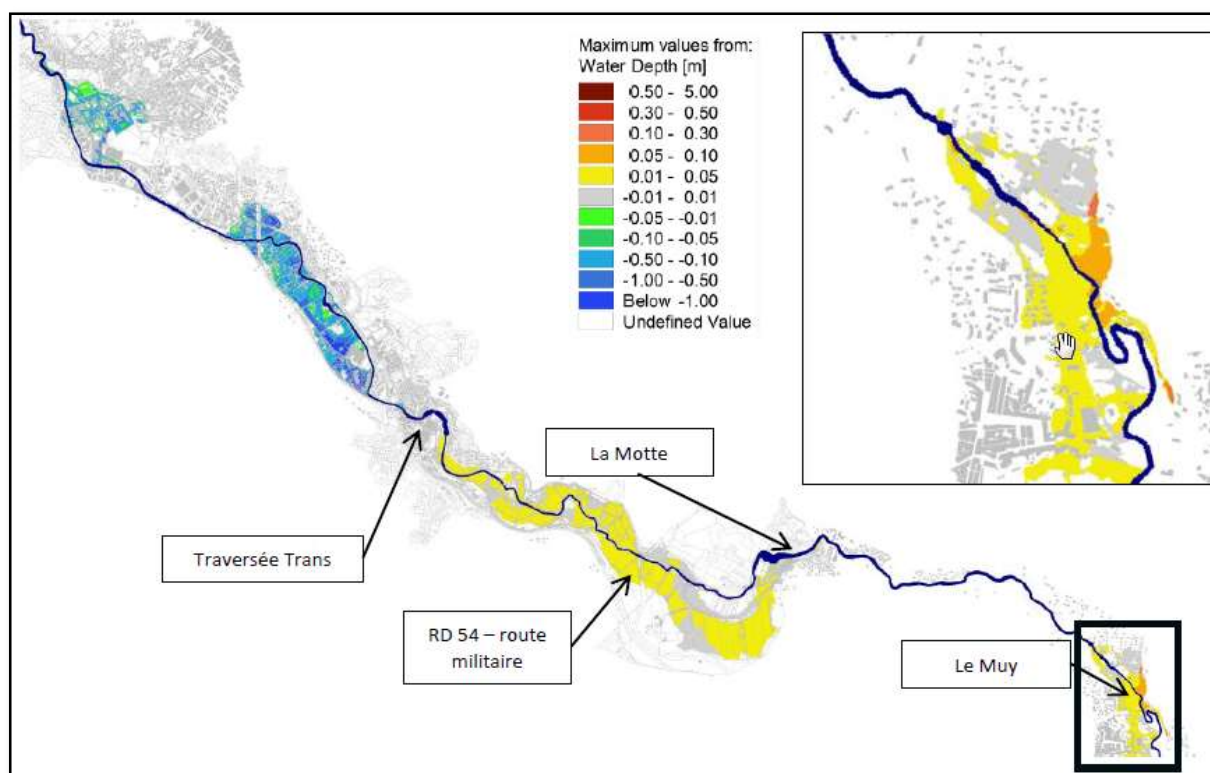 Maximum values from:
Water Depth [m]
0.50 - 5.00
0.30 - 0.50
0.10 - 0.30
0.05 - 0.10
0.01 - 0.05
-0.01 - 0.01
-0.05 - -0.01
-0.10 - -0.05
-0.50 - -0.10
-1.00 - -0.50
Below -1.00
Undefined Value
La Motte
Traversée Trans
RD 54 – route
militaire
Le Muy